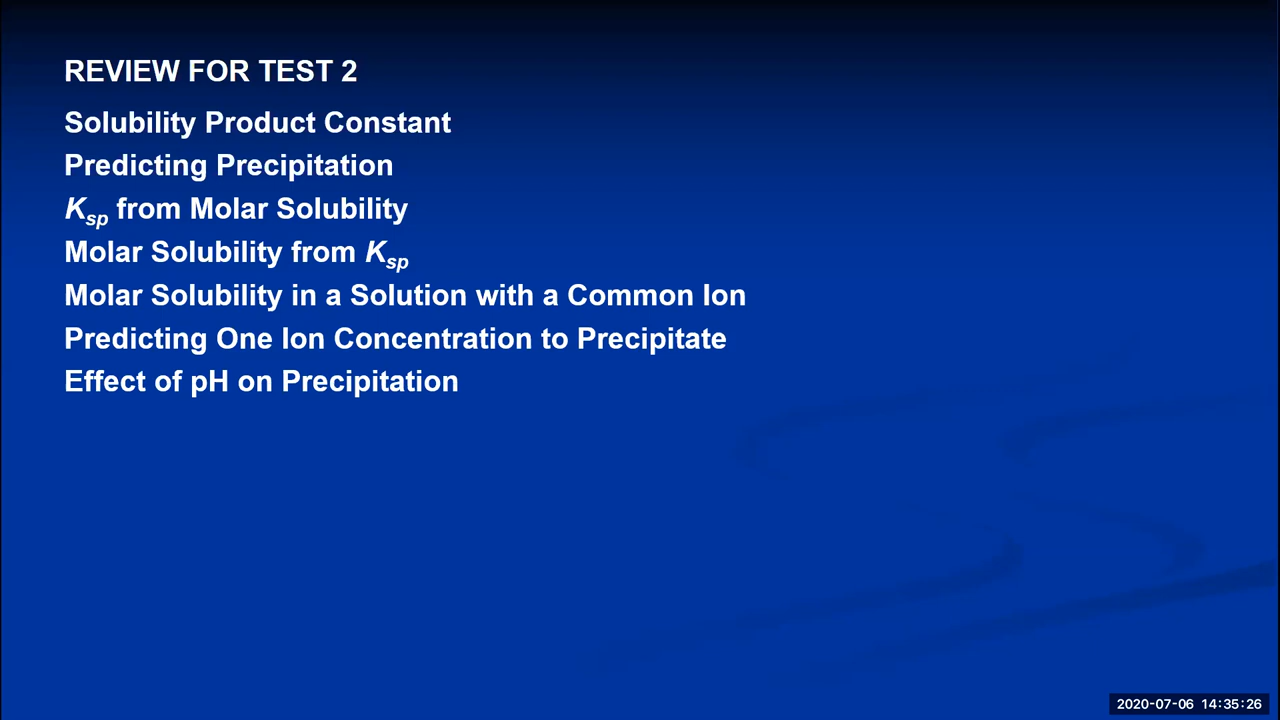 REVIEW FOR TEST 2
Solubility Product Constant
Predicting Precipitation
Ksp from Molar Solubility
Molar Solubility from Ksp
Molar Solubility in a Solution with a Common Ion
Predicting One Ion Concentration to Precipitate
Effect of pH on Precipitation
2020-07-06 14:35:26